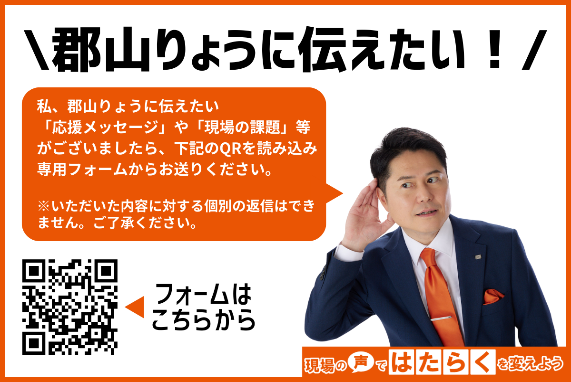 \郡山りょうに伝えたい！/
私、郡山りょうに伝えたい
「応援メッセージ」や「現場の課題」等
がございましたら、下記のQRを読み込み
専用フォームからお送りください。
※いただいた内容に対する個別の返信はでき
ません。ご了承ください。
フォームは
こちらから
現場の声ではたらくを変えよう